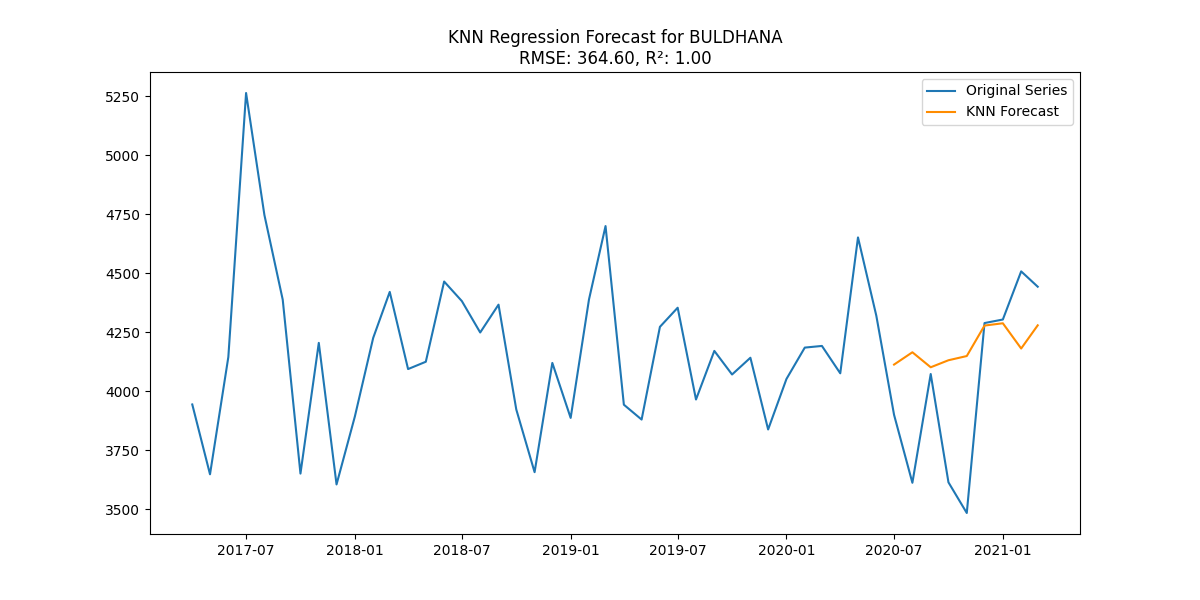 KNN Regression Forecast for BULDHANA
RMSE: 364.60, R²: 1.00
Original Series
KNN Forecast
5250
5000
4750
4500
4250
4000
3750
3500
2017-07 2018-01 2018-07 2019-01 2019-07 2020-01 2020-07 2021-01